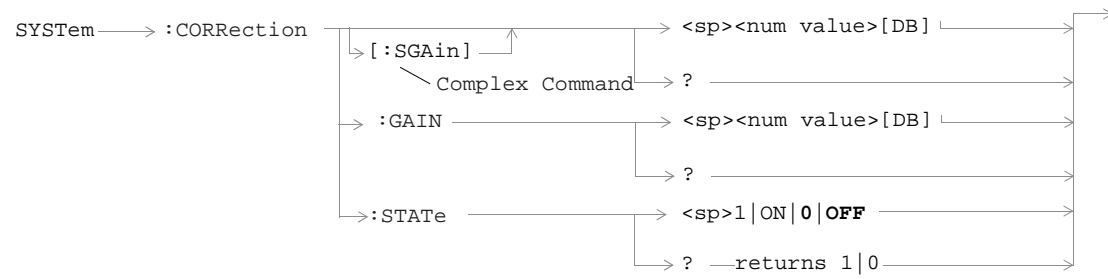 SYSTem :CORRection <sp><num value>[DB]
[:SGAin]
Complex Command ?
:GAIN <sp><num value>[DB]
?
:STATe <sp>1|ON|0|OFF
? returns 1|0